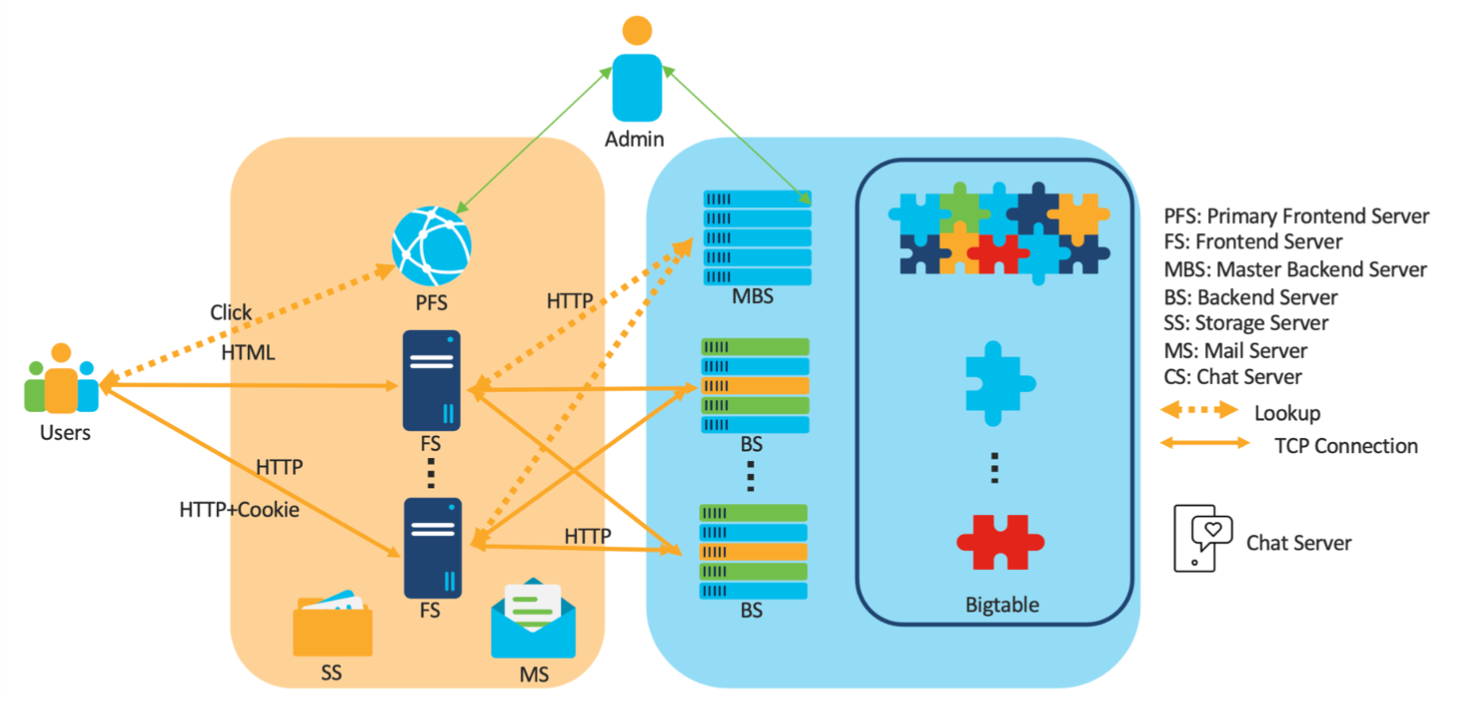 Admin
PFS
Click
HTML
HTTP
MBS
Users
FS
BS
HTTP
HTTP+Cookie
HTTP
FS
BS
Bigtable
SS
MS
PFS: Primary Frontend Server
FS: Frontend Server
MBS: Master Backend Server
BS: Backend Server
SS: Storage Server
MS: Mail Server
CS: Chat Server
Lookup
TCP Connection
Chat Server